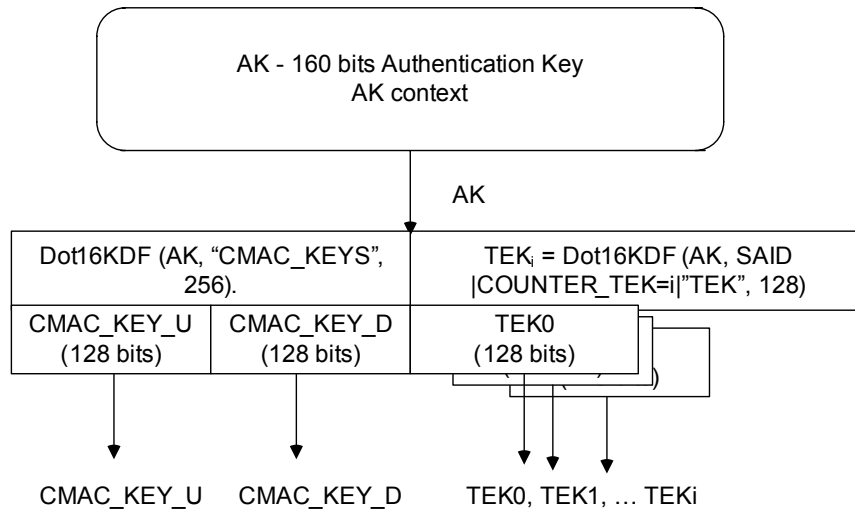 AK - 160 bits Authentication Key
AK context
AK
Dot16KDF (AK, “CMAC_KEYS”,
256).
TEKi = Dot16KDF (AK, SAID
|COUNTER_TEK=i|”TEK”, 128)
CMAC_KEY_U
(128 bits)
CMAC_KEY_D
(128 bits)
TEK0
(128 bits)
CMAC_KEY_U
CMAC_KEY_D
TEK0, TEK1, … TEKi